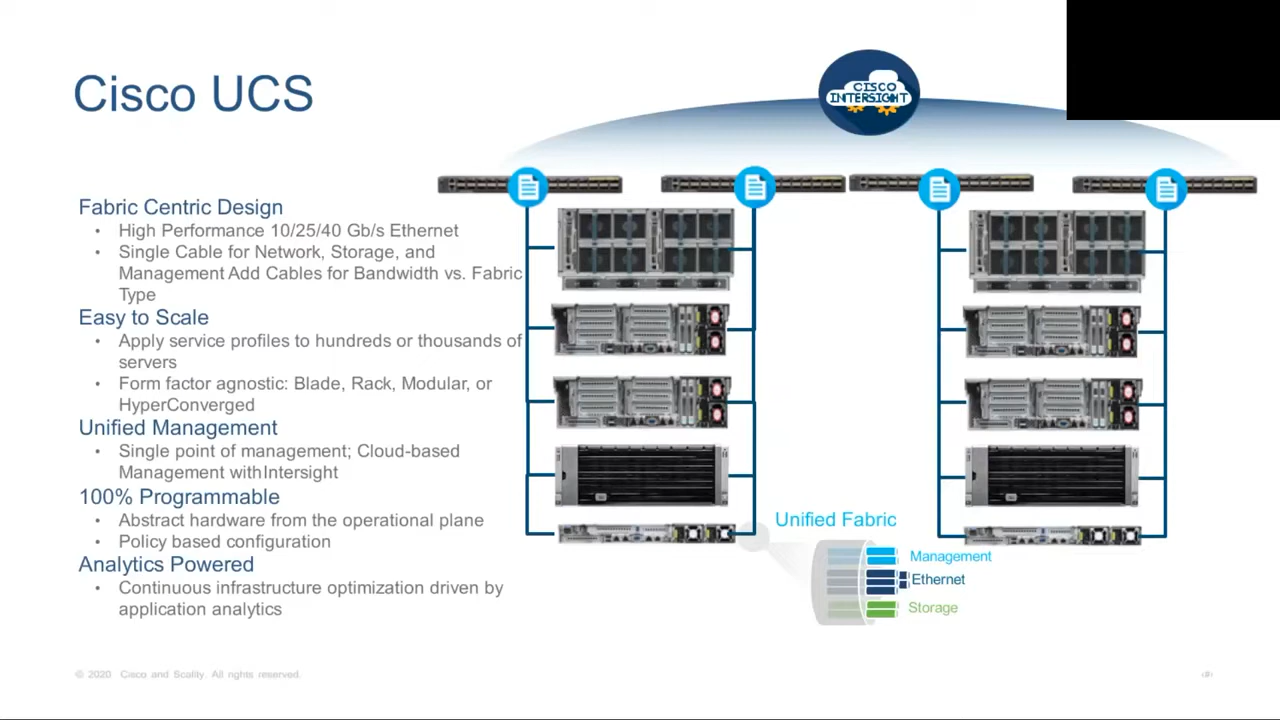 Cisco UCS
CISCO
INTERSIGHT
Fabric Centric Design
• High Performance 10/25/40 Gb/s Ethernet
• Single Cable for Network, Storage, and
Management Add Cables for Bandwidth vs. Fabric
Type
Easy to Scale
• Apply service profiles to hundreds or thousands of
servers
• Form factor agnostic: Blade, Rack, Modular, or
HyperConverged
Unified Management
• Single point of management; Cloud-based
Management withIntersight
100% Programmable
• Abstract hardware from the operational plane
• Policy based configuration
Analytics Powered
• Continuous infrastructure optimization driven by
application analytics
Unified Fabric
Management
Ethernet
Storage
© 2020 Cisco and Scality. All rights reserved.
‹#›